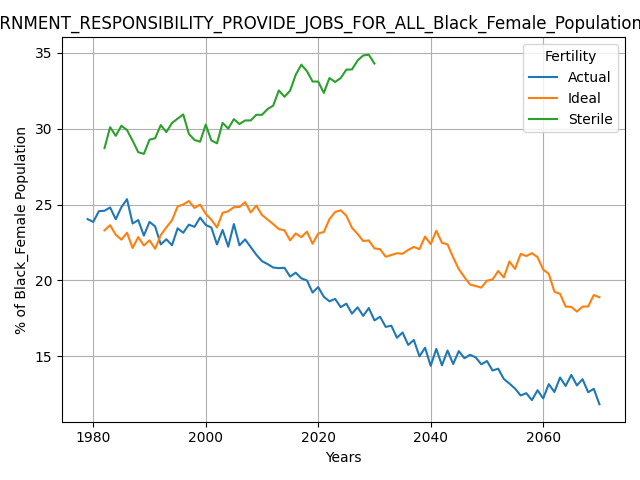 RNMENT_RESPONSIBILITY_PROVIDE_JOBS_FOR_ALL_Black_Female_Population
35
30
25
20
15
% of Black_Female Population
1980
2000
2020
2040
2060
Years
Fertility
Actual
Ideal
Sterile